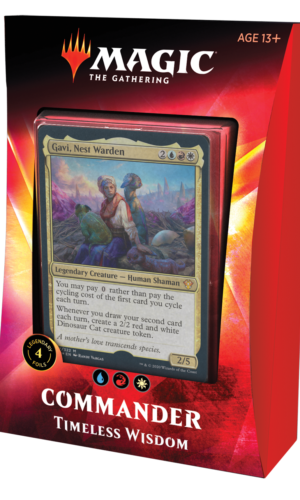 AGE 13+
MAGIC
THE GATHERING
Gavi, Nest Warden 2
Legendary Creature — Human Shaman
You may pay 0 rather than pay the
cycling cost of the first card you cycle
each turn.
Whenever you draw your second card
each turn, create a 2/2 red and white
Dinosaur Cat creature token.
A mother's love transcends species.
2/5
LEGENDARY
4
FOILS
COMMANDER
TIMELESS WISDOM